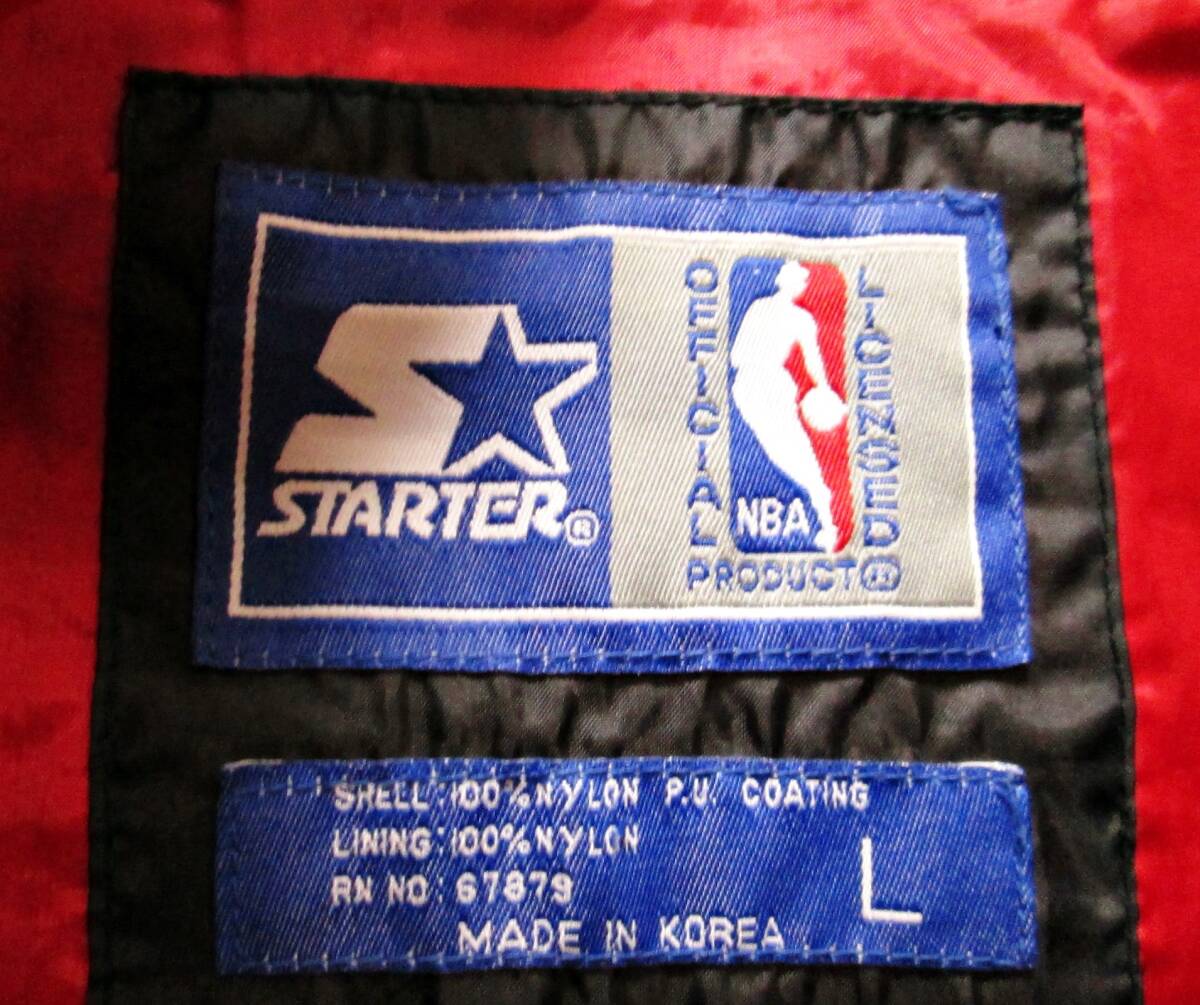 STARTER®
OFFICIAL
NBA
LICENSED
PRODUCT®
SHELL: 100% NYLON P.U. COATING
LINING: 100% NYLON
RN NO: 67879
L
MADE IN KOREA